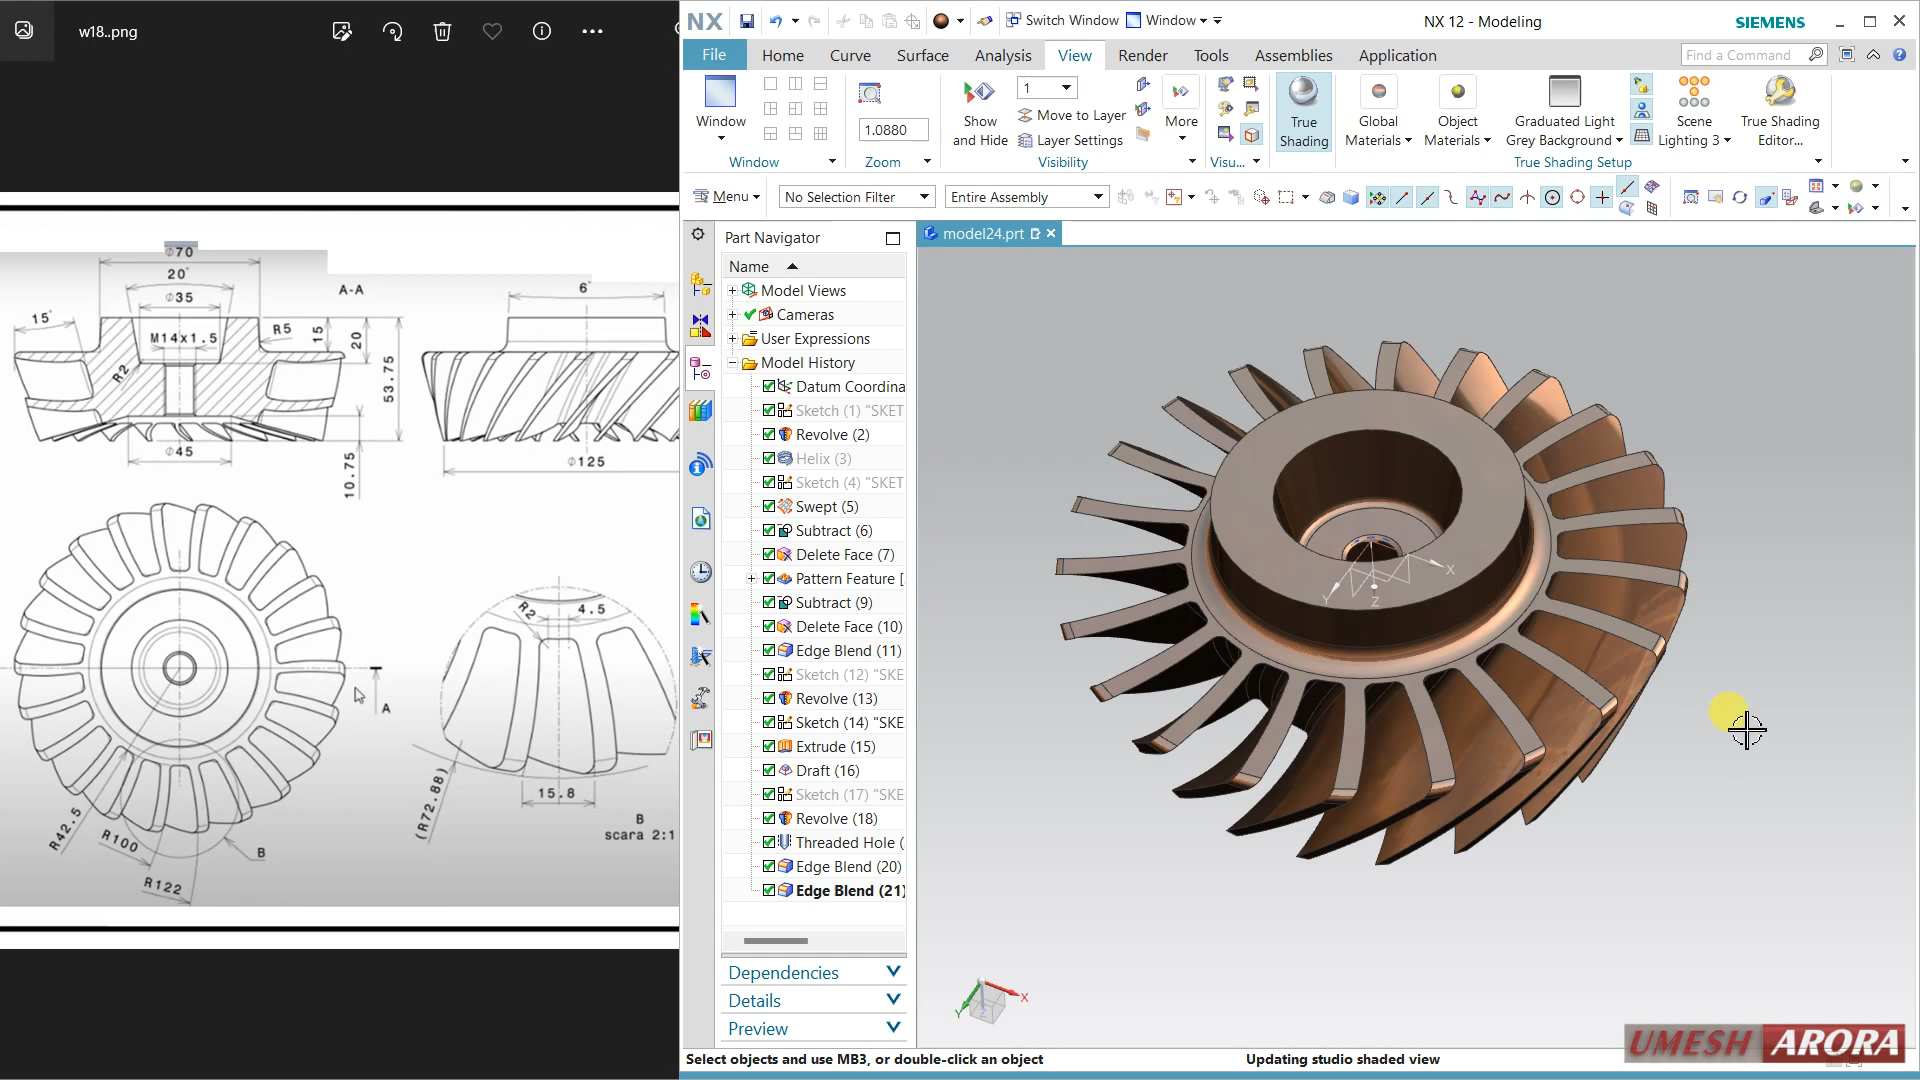 w18..png
NX
Switch Window
Window
NX 12 - Modeling
SIEMENS
File
Home
Curve
Surface
Analysis
View
Render
Tools
Assemblies
Application
Find a Command
Window
1.0880
Show and Hide
1
Move to Layer
Layer Settings
More
True Shading
Global Materials
Object Materials
Graduated Light Grey Background
Scene Lighting 3
True Shading Editor...
Window
Zoom
Visibility
Visu...
True Shading Setup
Menu
No Selection Filter
Entire Assembly
Part Navigator
model24.prt
Name
Model Views
Cameras
User Expressions
Model History
Datum Coordina
Sketch (1) "SKET
Revolve (2)
Helix (3)
Sketch (4) "SKET
Swept (5)
Subtract (6)
Delete Face (7)
Pattern Feature [
Subtract (9)
Delete Face (10)
Edge Blend (11)
Sketch (12) "SKE
Revolve (13)
Sketch (14) "SKE
Extrude (15)
Draft (16)
Sketch (17) "SKE
Revolve (18)
Threaded Hole (
Edge Blend (20)
Edge Blend (21)
Dependencies
Details
Preview
Select objects and use MB3, or double-click an object
Updating studio shaded view
⌀70
20°
A-A
6°
⌀35
15°
M14x1.5
R5
15
20
53.75
R2
⌀45
10.75
⌀125
R2
4.5
A
(R72.88)
15.8
B
scara 2:1
R42.5
R100
B
R122
X
Y
Z
X
Y
Z
UMESH ARORA